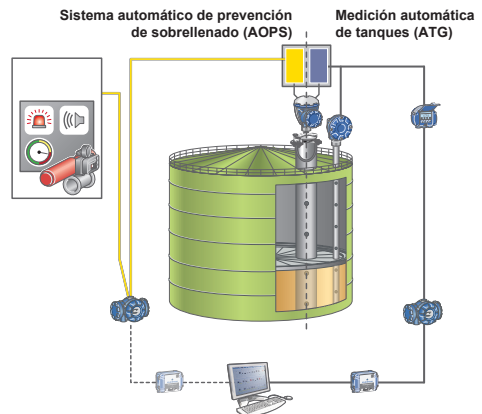 Sistema automático de prevención
de sobrellenado (AOPS)
Medición automática
de tanques (ATG)